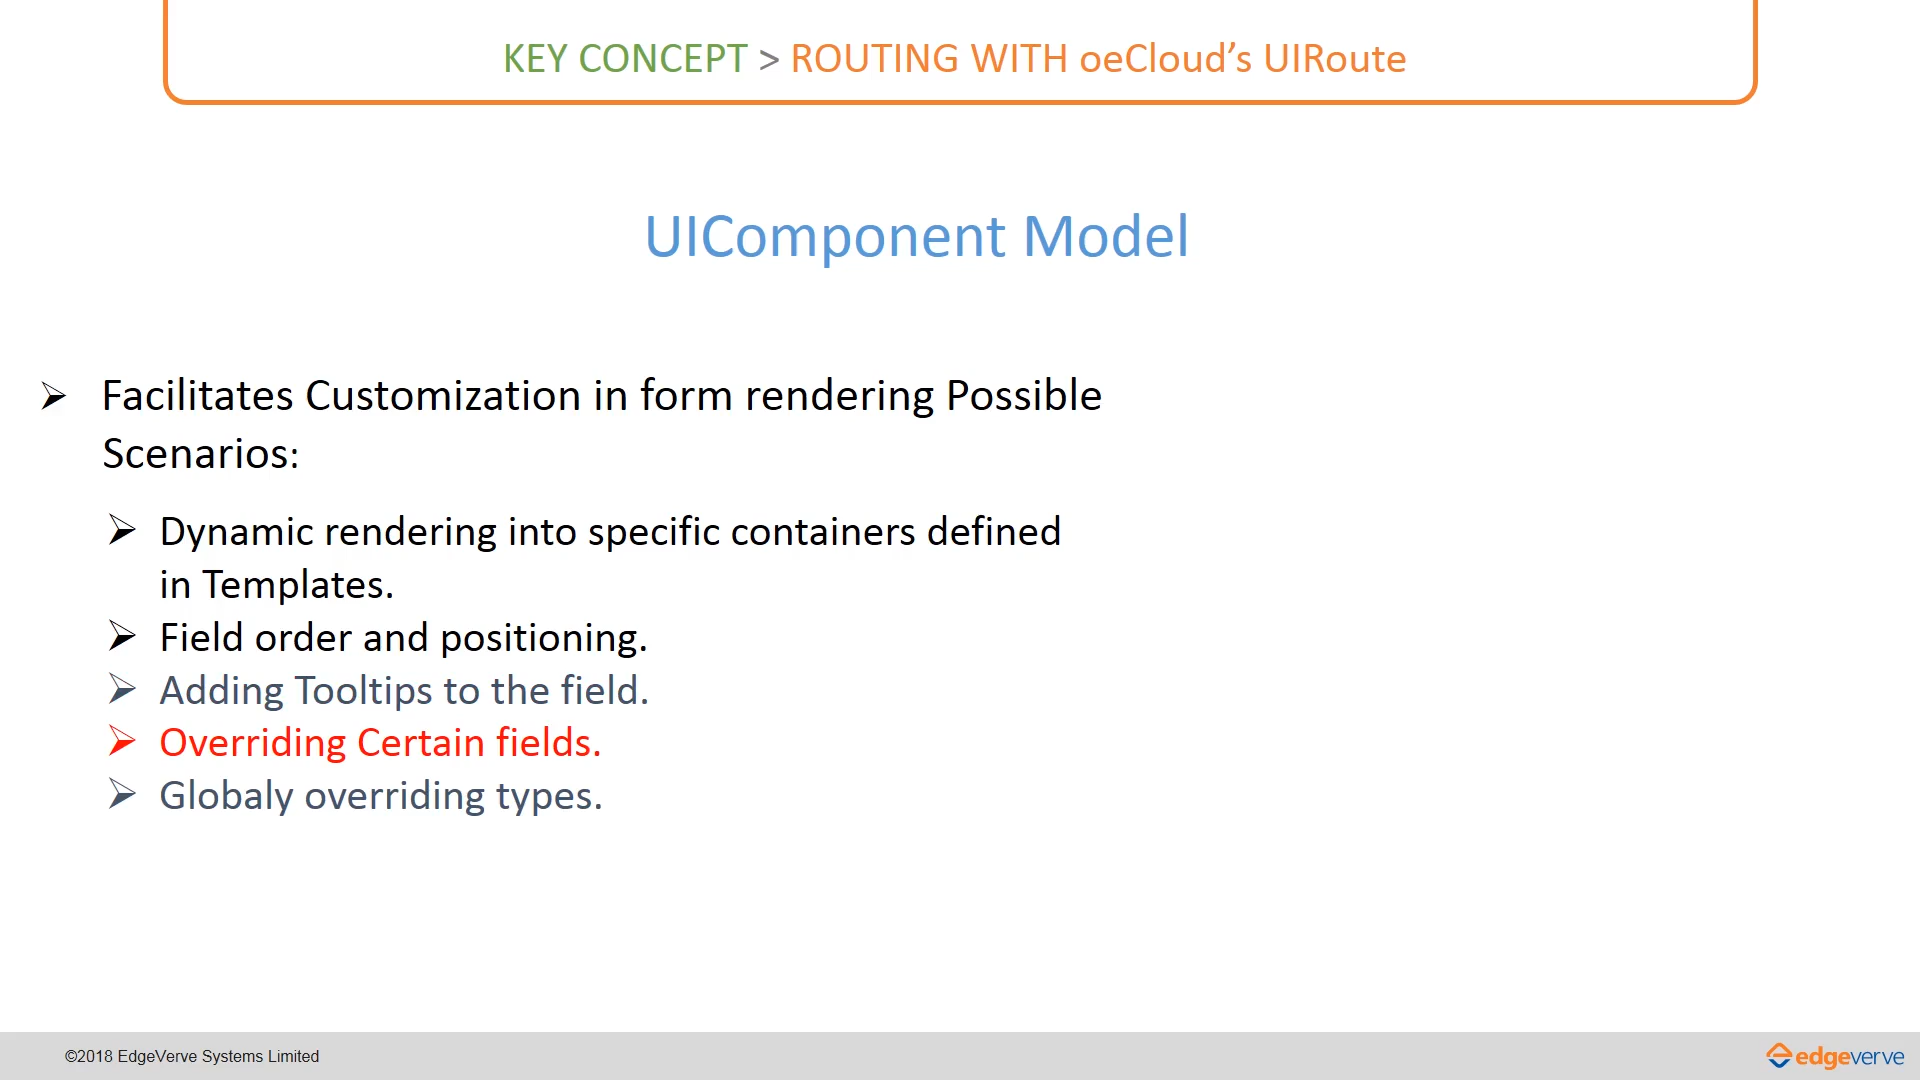 KEY CONCEPT > ROUTING WITH oeCloud’s UIRoute
UIComponent Model
➢ Facilitates Customization in form rendering Possible
Scenarios:
➢ Dynamic rendering into specific containers defined
in Templates.
➢ Field order and positioning.
➢ Adding Tooltips to the field.
➢ Overriding Certain fields.
➢ Globaly overriding types.
©2018 EdgeVerve Systems Limited
edgeverve